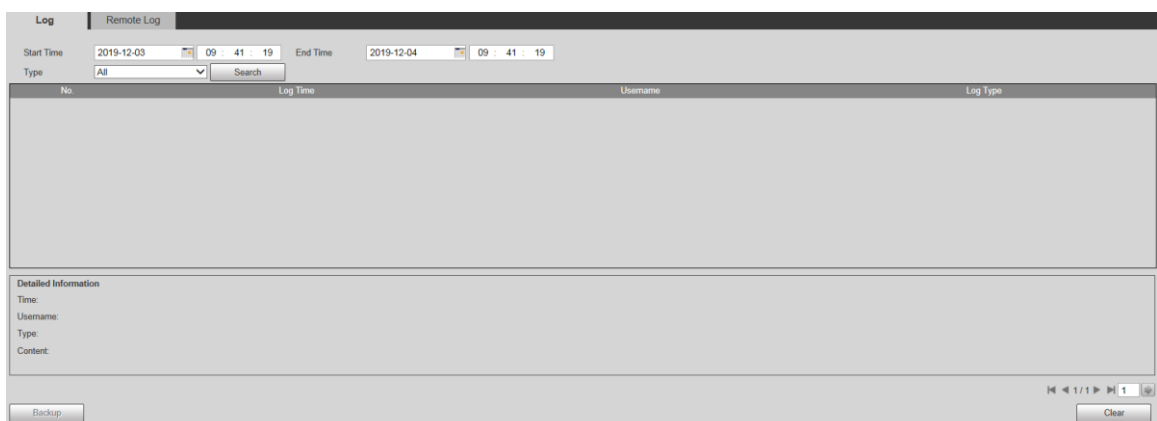 Log Remote Log
Start Time 2019-12-03 09 : 41 : 19 End Time 2019-12-04 09 : 41 : 19
Type All Search
No. Log Time Username Log Type
Detailed Information
Time:
Username:
Type:
Content:
1 / 1 1
Backup Clear